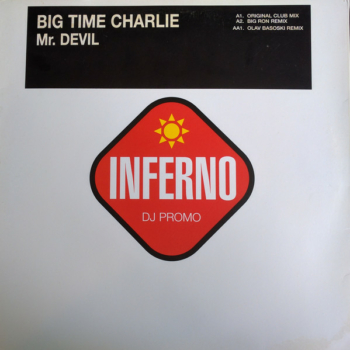 BIG TIME CHARLIE
Mr. DEVIL
A1. ORIGINAL CLUB MIX
A2. BIG RON REMIX
AA1. OLAV BASOSKI REMIX
INFERNO
DJ PROMO